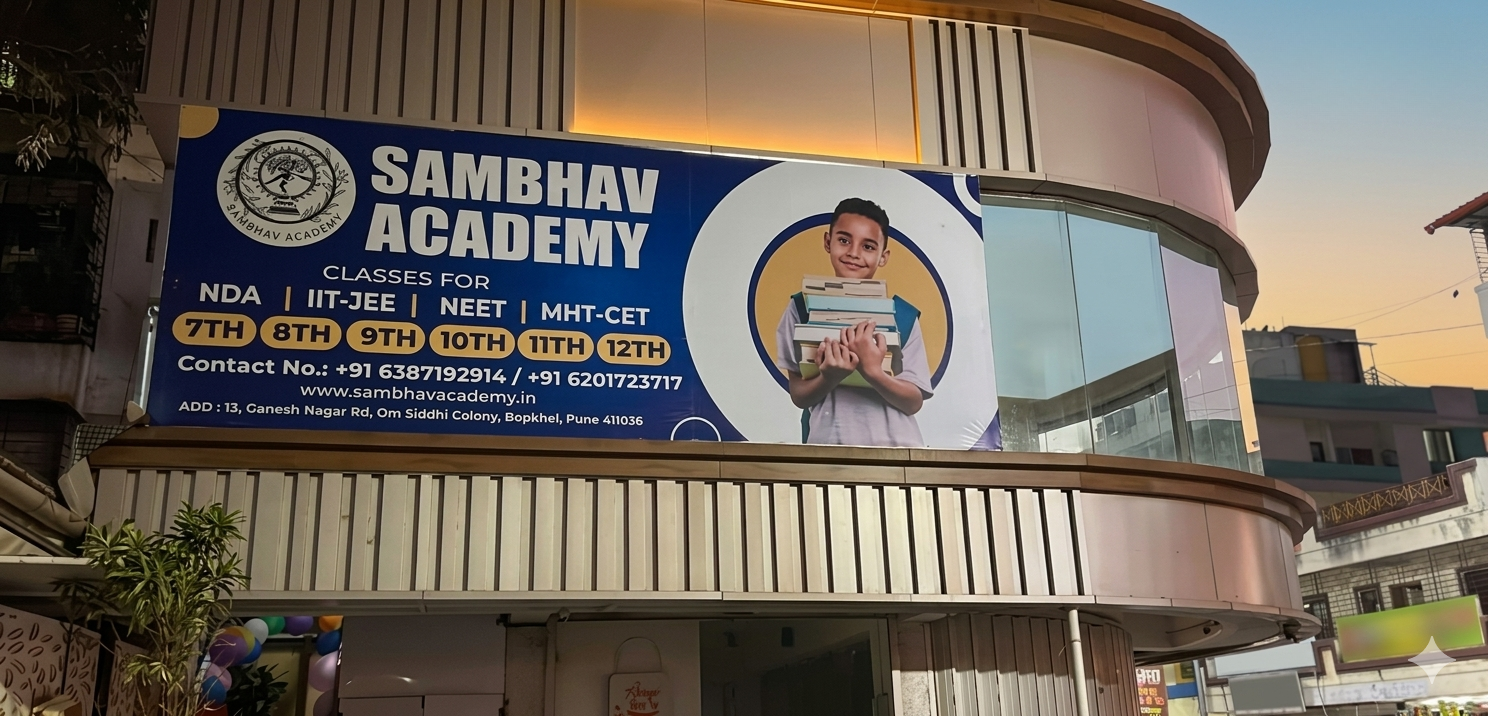 SAMBHAV ACADEMY
SAMBHAV
ACADEMY
CLASSES FOR
NDA | IIT-JEE | NEET | MHT-CET
7TH 8TH 9TH 10TH 11TH 12TH
Contact No.: +91 6387192914 / +91 6201723717
www.sambhavacademy.in
ADD : 13, Ganesh Nagar Rd, Om Siddhi Colony, Bopkhel, Pune 411036